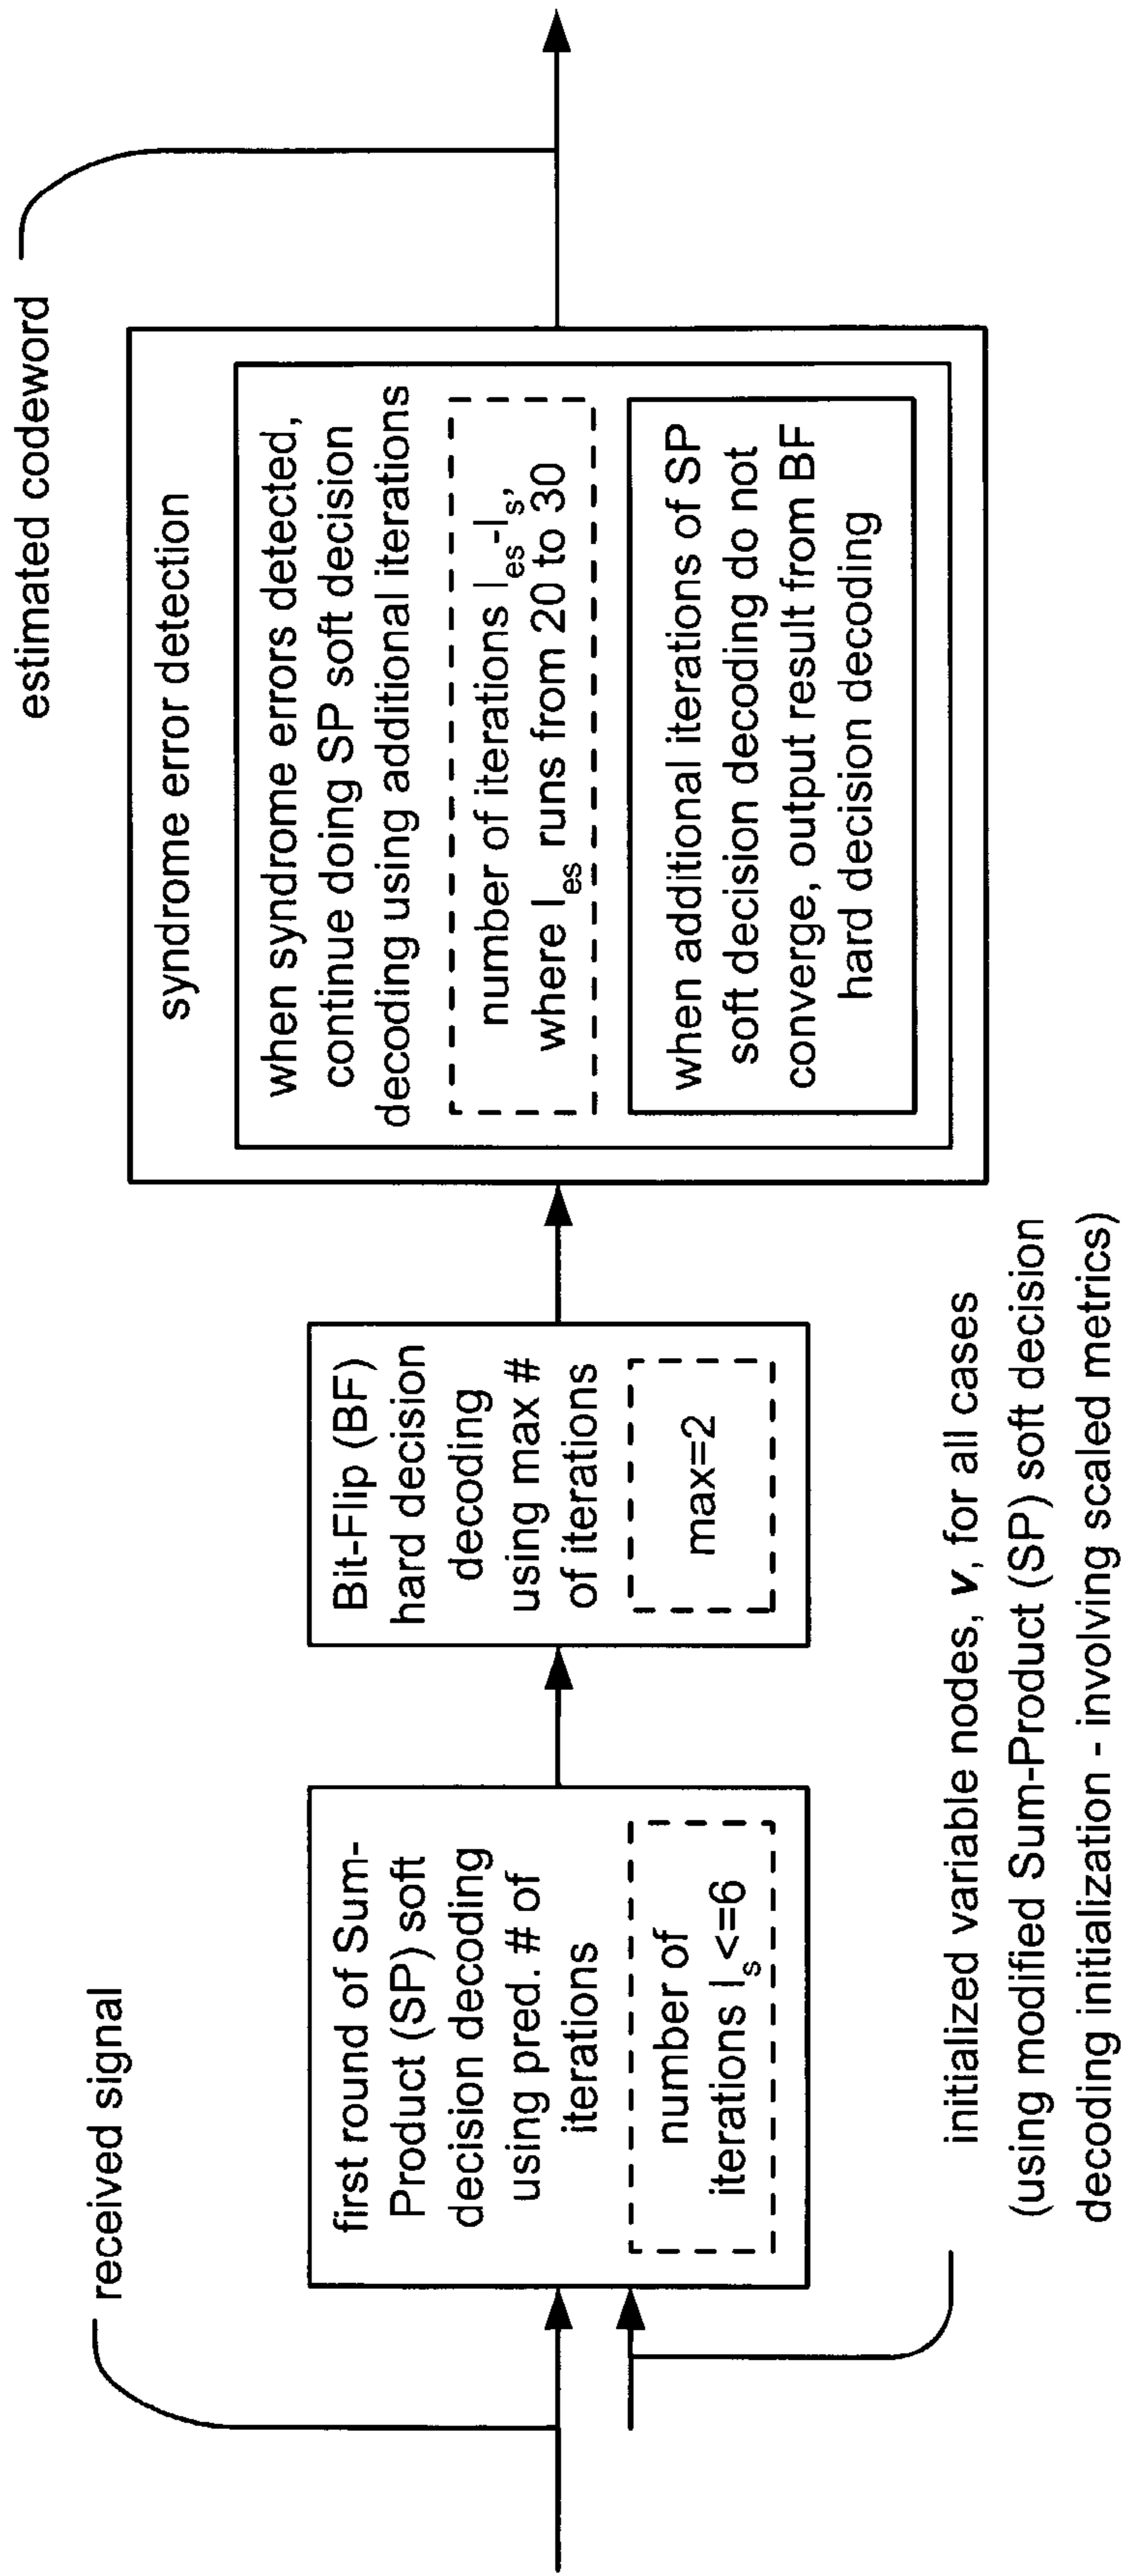 received signal
first round of Sum-
Product (SP) soft
decision decoding
using pred. # of
iterations
number of
iterations I_s <=6
initialized variable nodes, v, for all cases
(using modified Sum-Product (SP) soft decision
decoding initialization - involving scaled metrics)
Bit-Flip (BF)
hard decision
decoding
using max #
of iterations
max=2
syndrome error detection
when syndrome errors detected,
continue doing SP soft decision
decoding using additional iterations
number of iterations I_es-I_s,
where I_es runs from 20 to 30
when additional iterations of SP
soft decision decoding do not
converge, output result from BF
hard decision decoding
estimated codeword